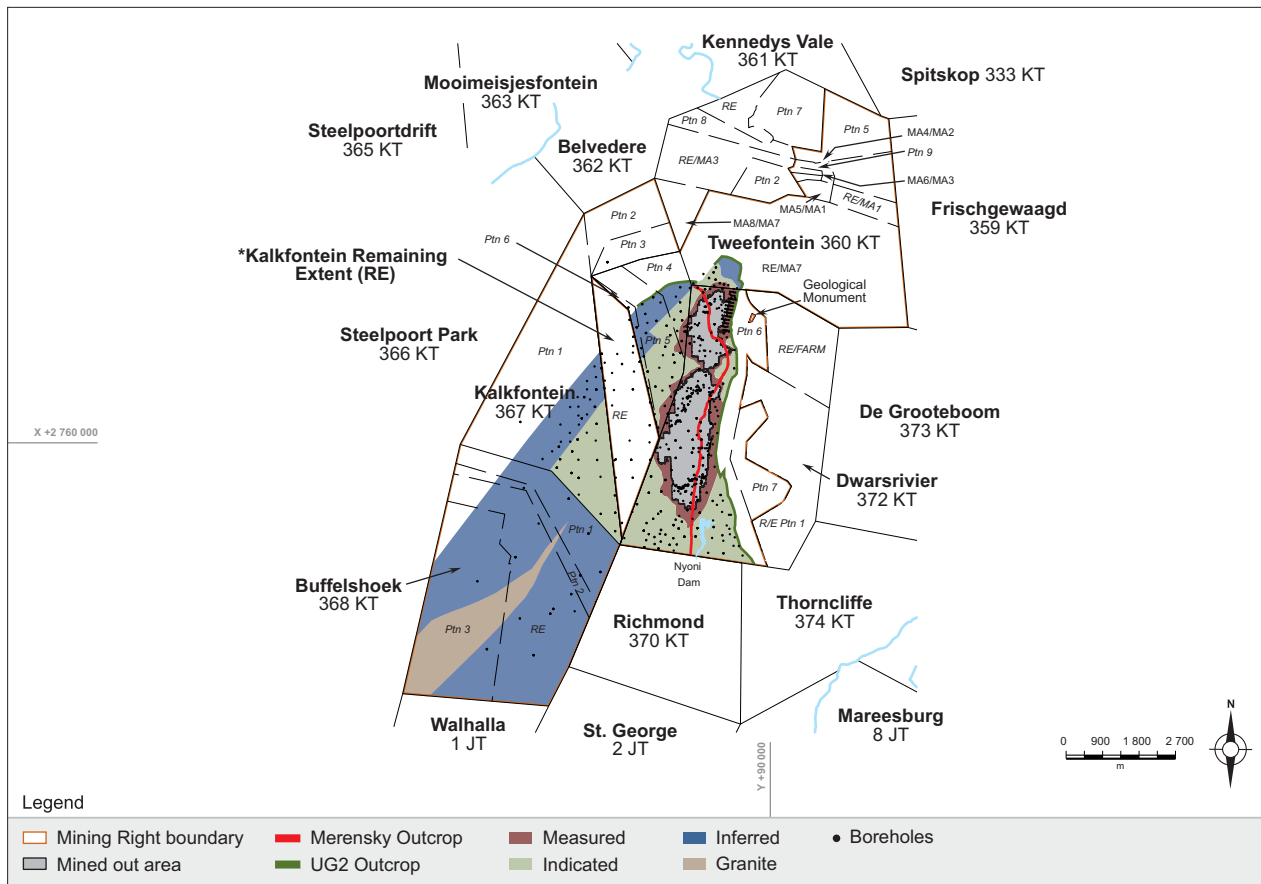 Kennedys Vale
361 KT
Spitskop 333 KT
Mooimeisjesfontein
363 KT
Steelpoortdrift
365 KT
Belvedere
362 KT
RE
Ptn 7
Ptn 8
Ptn 5
MA4/MA2
Ptn 9
MA6/MA3
RE/MA3
Ptn 2
RE/MA1
MA5/MA1
Frischgewaagd
359 KT
Ptn 2
MA8/MA7
Ptn 6
Ptn 3
Tweefontein 360 KT
*Kalkfontein Remaining
Extent (RE)
Ptn 4
RE/MA7
Geological
Monument
Steelpoort Park
366 KT
Ptn 1
Ptn 5
Ptn 6
RE/FARM
Kalkfontein
367 KT
RE
De Grooteboom
373 KT
X +2 760 000
Dwarsrivier
372 KT
Ptn 7
R/E Ptn 1
Ptn 1
Ptn 2
Buffelshoek
368 KT
Nyoni
Dam
Ptn 3
RE
Richmond
370 KT
Thorncliffe
374 KT
Walhalla
1 JT
St. George
2 JT
Mareesburg
8 JT
Y +90 000
0 900 1 800 2 700
m
N
Legend
Mining Right boundary
Merensky Outcrop
Measured
Inferred
Boreholes
Mined out area
UG2 Outcrop
Indicated
Granite